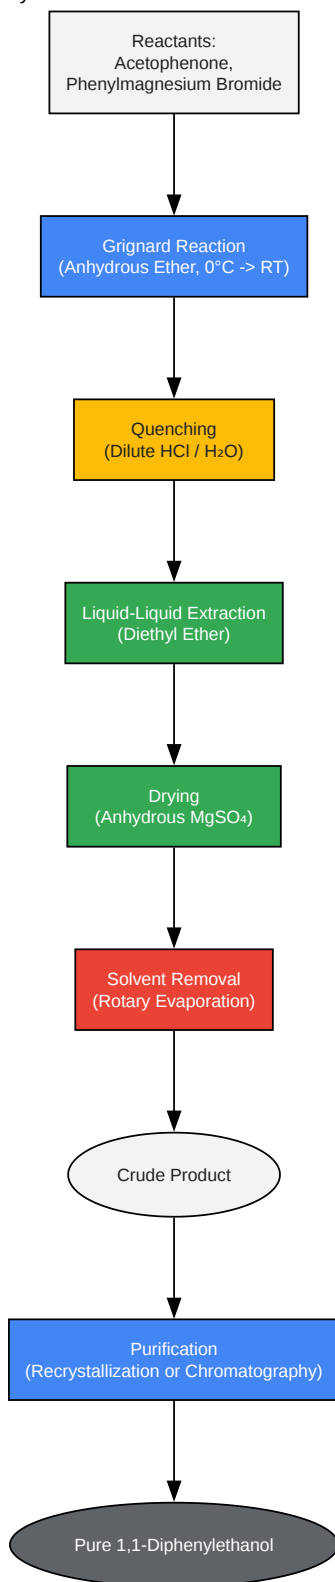 Reactants:
Acetophenone,
Phenylmagnesium Bromide
Grignard Reaction
(Anhydrous Ether, 0°C -> RT)
Quenching
(Dilute HCl / H₂O)
Liquid-Liquid Extraction
(Diethyl Ether)
Drying
(Anhydrous MgSO₄)
Solvent Removal
(Rotary Evaporation)
Crude Product
Purification
(Recrystallization or Chromatography)
Pure 1,1-Diphenylethanol